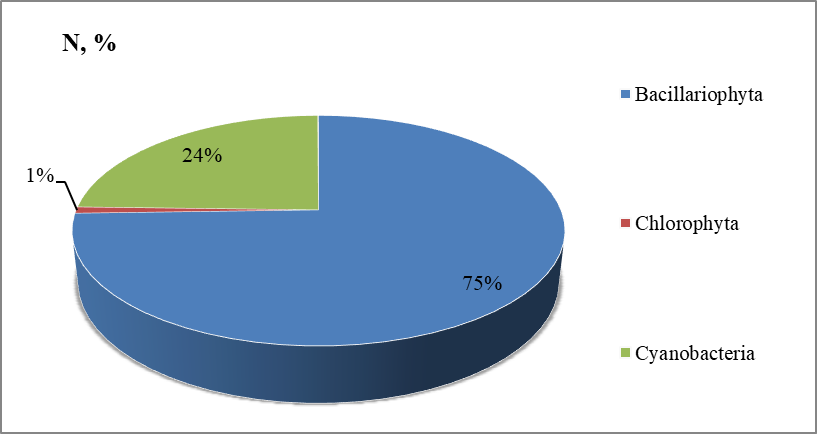 N, %
Bacillariophyta
24%
1%
Chlorophyta
75%
Cyanobacteria